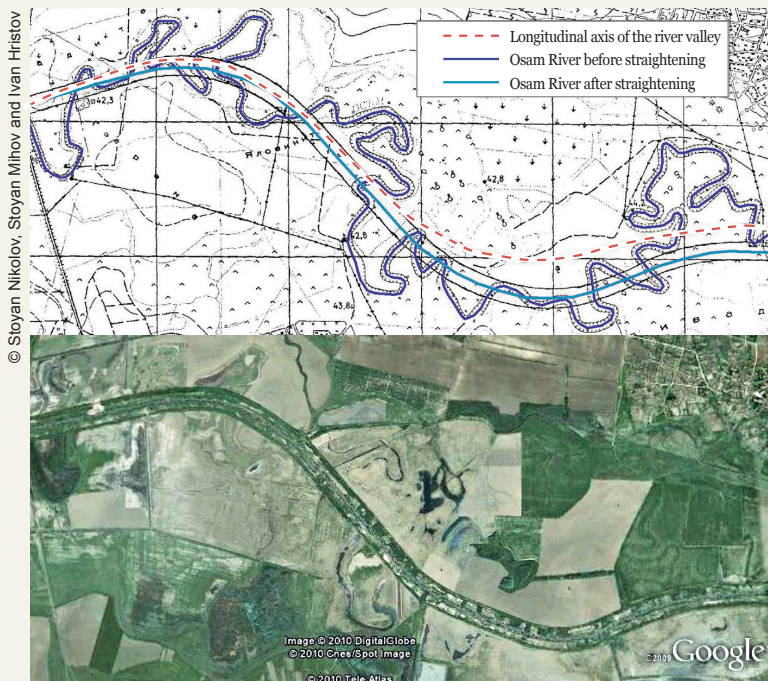 © Stoyan Nikolov, Stoyan Mihov and Ivan Hristov
Longitudinal axis of the river valley
Osam River before straightening
Osam River after straightening
42,3
42,8
44,2
42,8
43,8
Image © 2010 DigitalGlobe
© 2010 Cnes/Spot Image
© 2010 Tele Atlas
©2009 Google